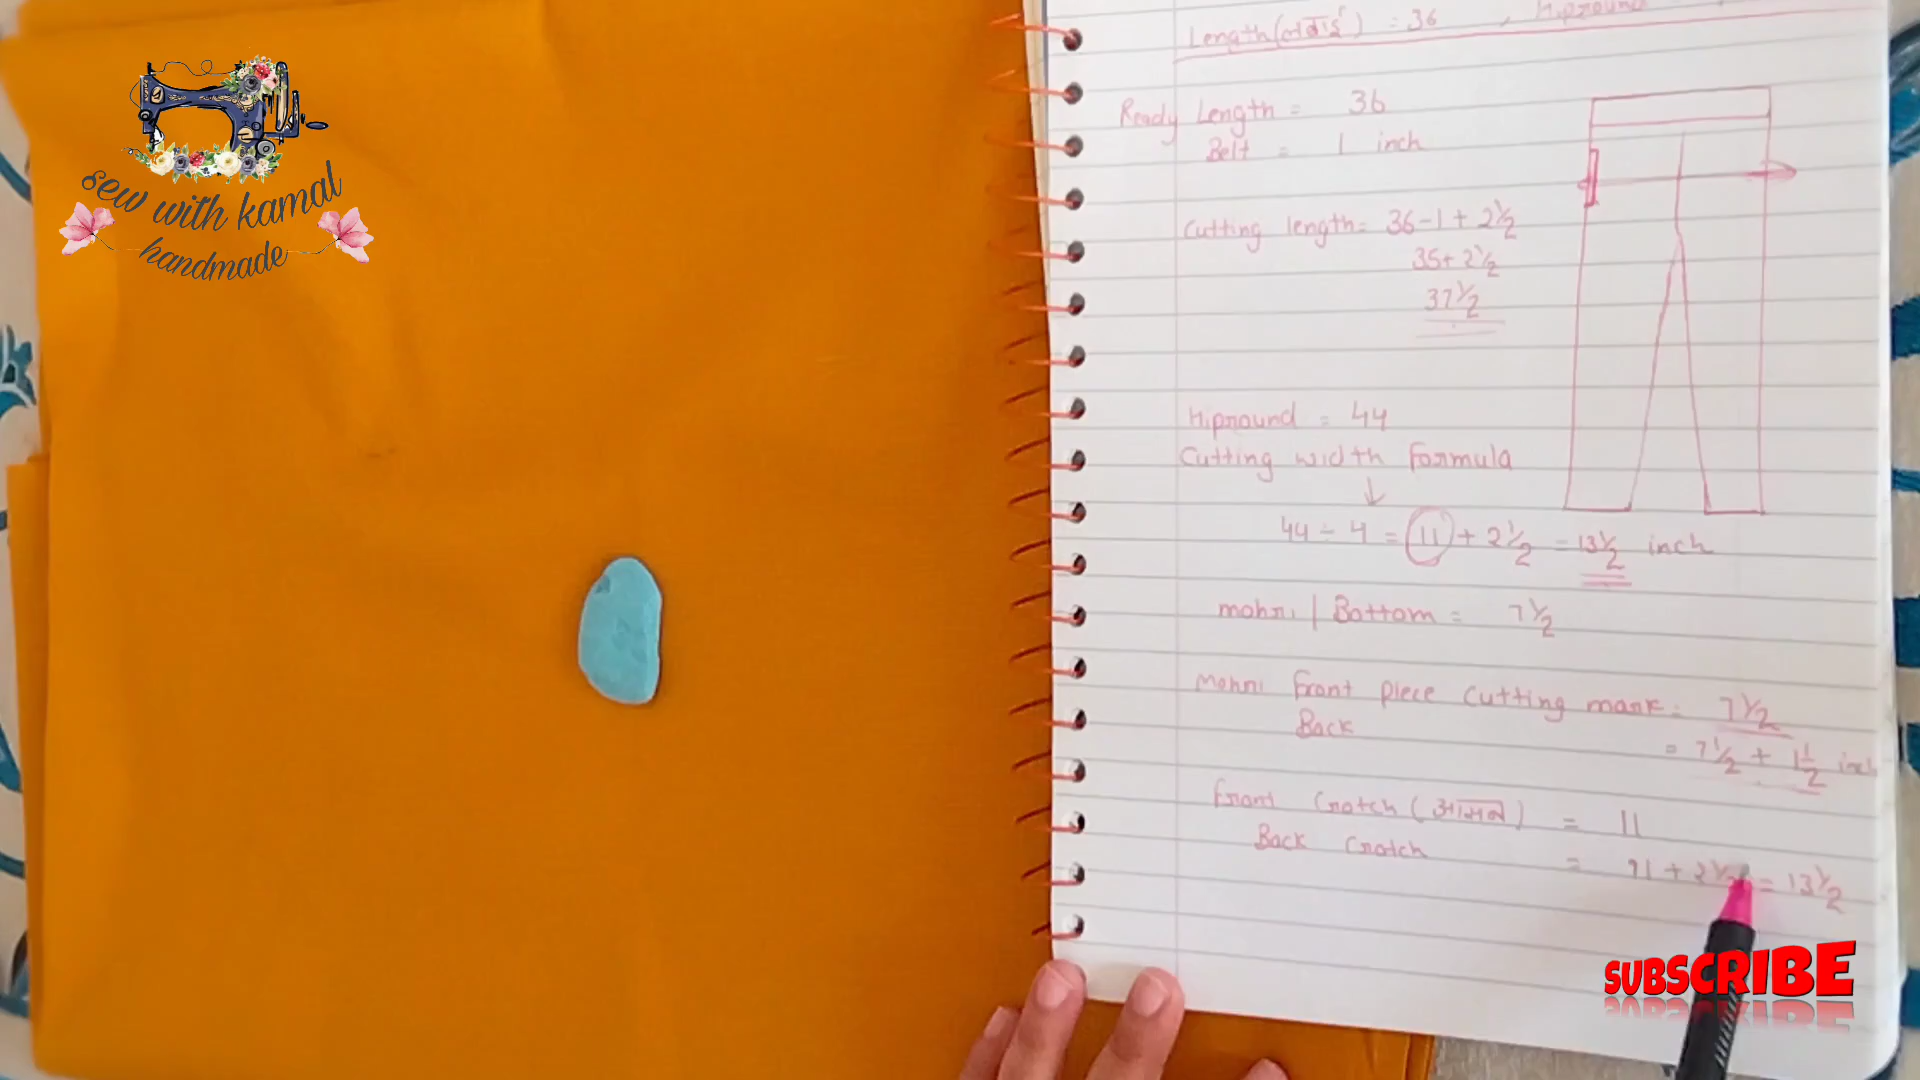 sew with kamal
handmade
Length(लंबाई) = 36 , Hipround
Ready Length = 36
Belt = 1 inch
Cutting length= 36-1+2½
35+2½
37½
Hipround = 44
Cutting width Formula
↓
44 ÷ 4 = 11 + 2½ = 13½ inch
mohri | Bottom = 7½
Mohri Front Piece Cutting mark = 7½
Back = 7½ + 1½ inch
Front Crotch (आसन) = 11
Back Crotch = 11 + 2½ = 13½
SUBSCRIBE